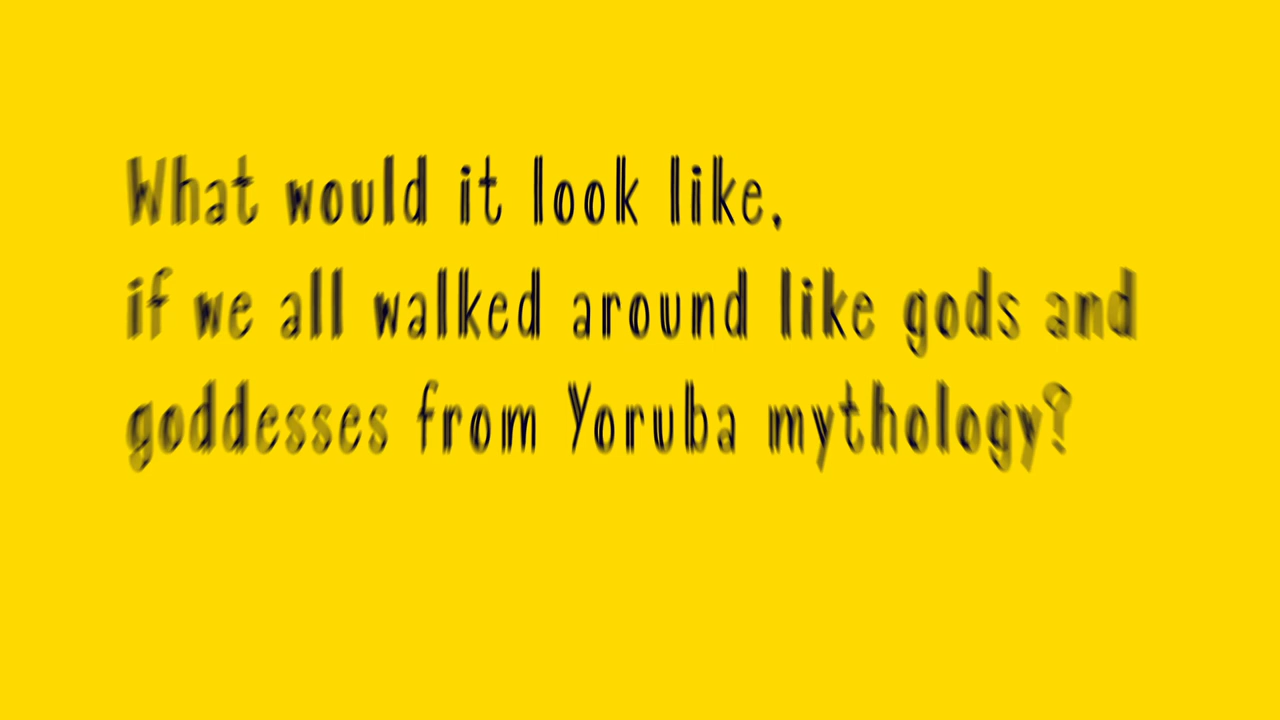 What would it look like,
if we all walked around like gods and
goddesses from Yoruba mythology?